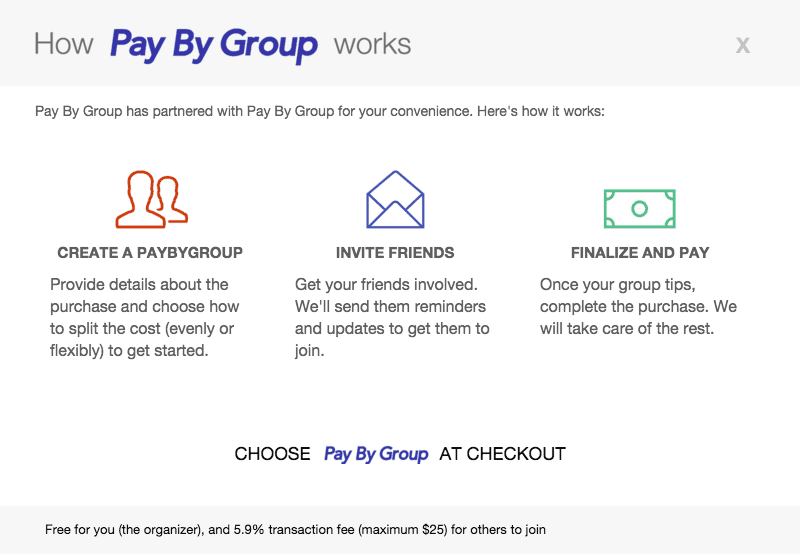 How Pay By Group works
X
Pay By Group has partnered with Pay By Group for your convenience. Here's how it works:
CREATE A PAYBYGROUP
Provide details about the
purchase and choose how
to split the cost (evenly or
flexibly) to get started.
INVITE FRIENDS
Get your friends involved.
We'll send them reminders
and updates to get them to
join.
FINALIZE AND PAY
Once your group tips,
complete the purchase. We
will take care of the rest.
CHOOSE Pay By Group AT CHECKOUT
Free for you (the organizer), and 5.9% transaction fee (maximum $25) for others to join